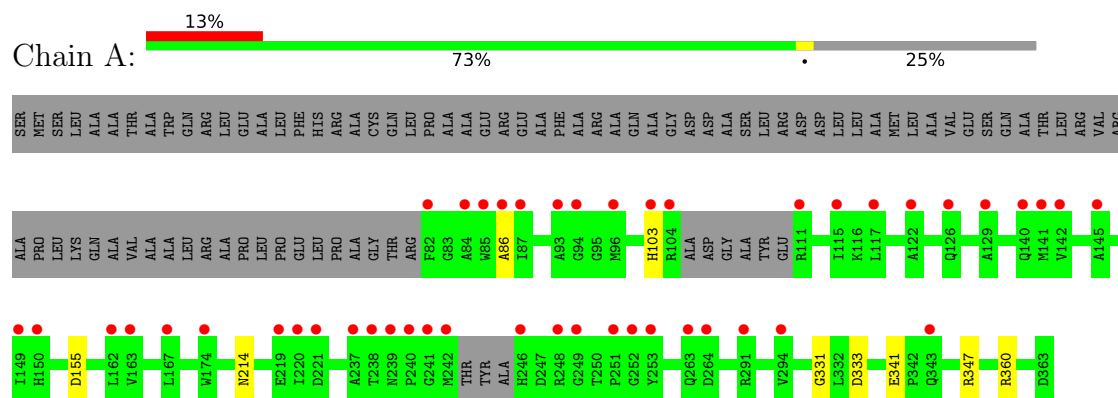 13%
Chain A:
73%
•
25%
SER MET SER LEU ALA ALA THR ALA TRP GLN ARG LEU GLU ALA LEU PHE HIS ARG ALA CYS GLN LEU PRO ALA ALA GLU ARG GLU ALA PHE ALA ARG ALA GLN ALA GLY ASP ASP ALA SER LEU ARG ASP ASP LEU LEU ALA MET LEU ALA VAL GLU SER GLN ALA THR LEU ARG VAL ARG
ALA PRO LEU LYS GLN ALA VAL ALA ALA LEU ARG ALA PRO LEU PRO GLU LEU PRO ALA GLY THR ARG F82 G83 A84 W85 A86 I87 A93 G94 G95 M96 H103 R104 ALA ASP GLY ALA TYR GLU R111 I115 K116 L117 A122 Q126 A129 Q140 M141 V142 A145
I149 H150 D155 L162 V163 L167 W174 N214 E219 I220 D221 A237 T238 N239 P240 G241 M242 THR TYR ALA H246 D247 R248 G249 T250 P251 G252 Y253 Q263 D264 R291 V294 G331 L332 D333 E341 P342 Q343 R347 R360 D363